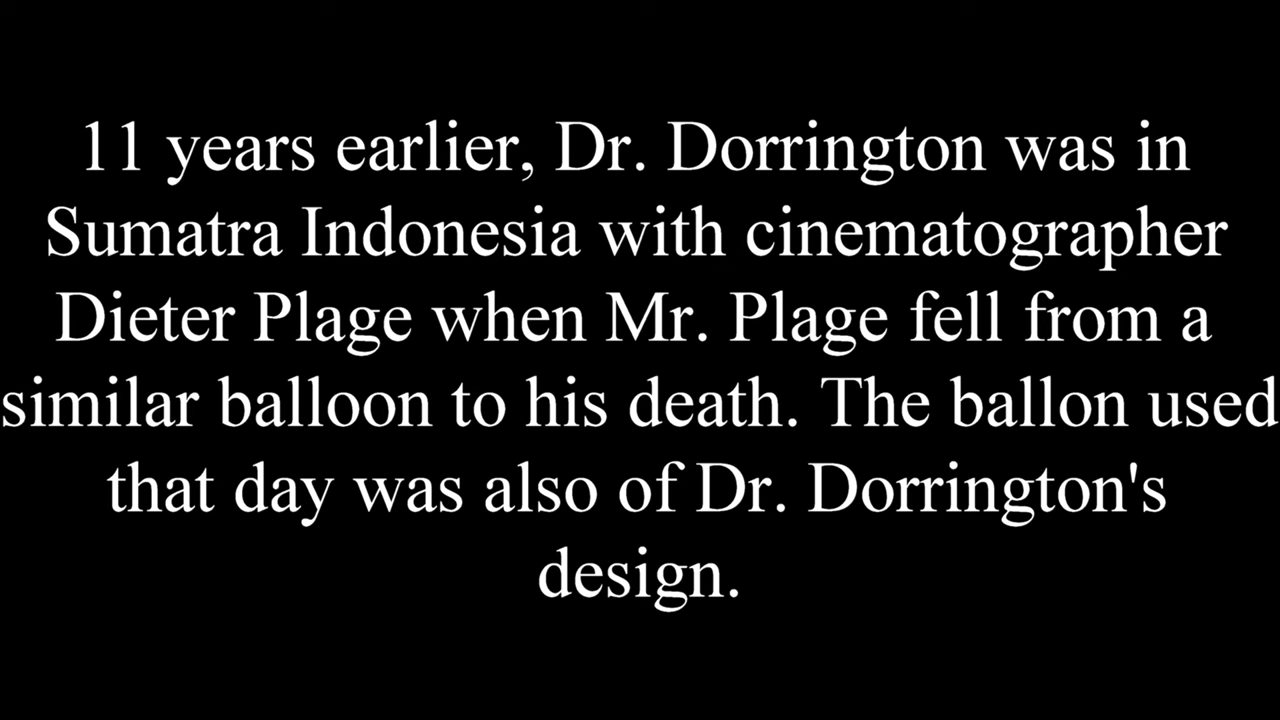 11 years earlier, Dr. Dorrington was in
Sumatra Indonesia with cinematographer
Dieter Plage when Mr. Plage fell from a
similar balloon to his death. The ballon used
that day was also of Dr. Dorrington's
design.